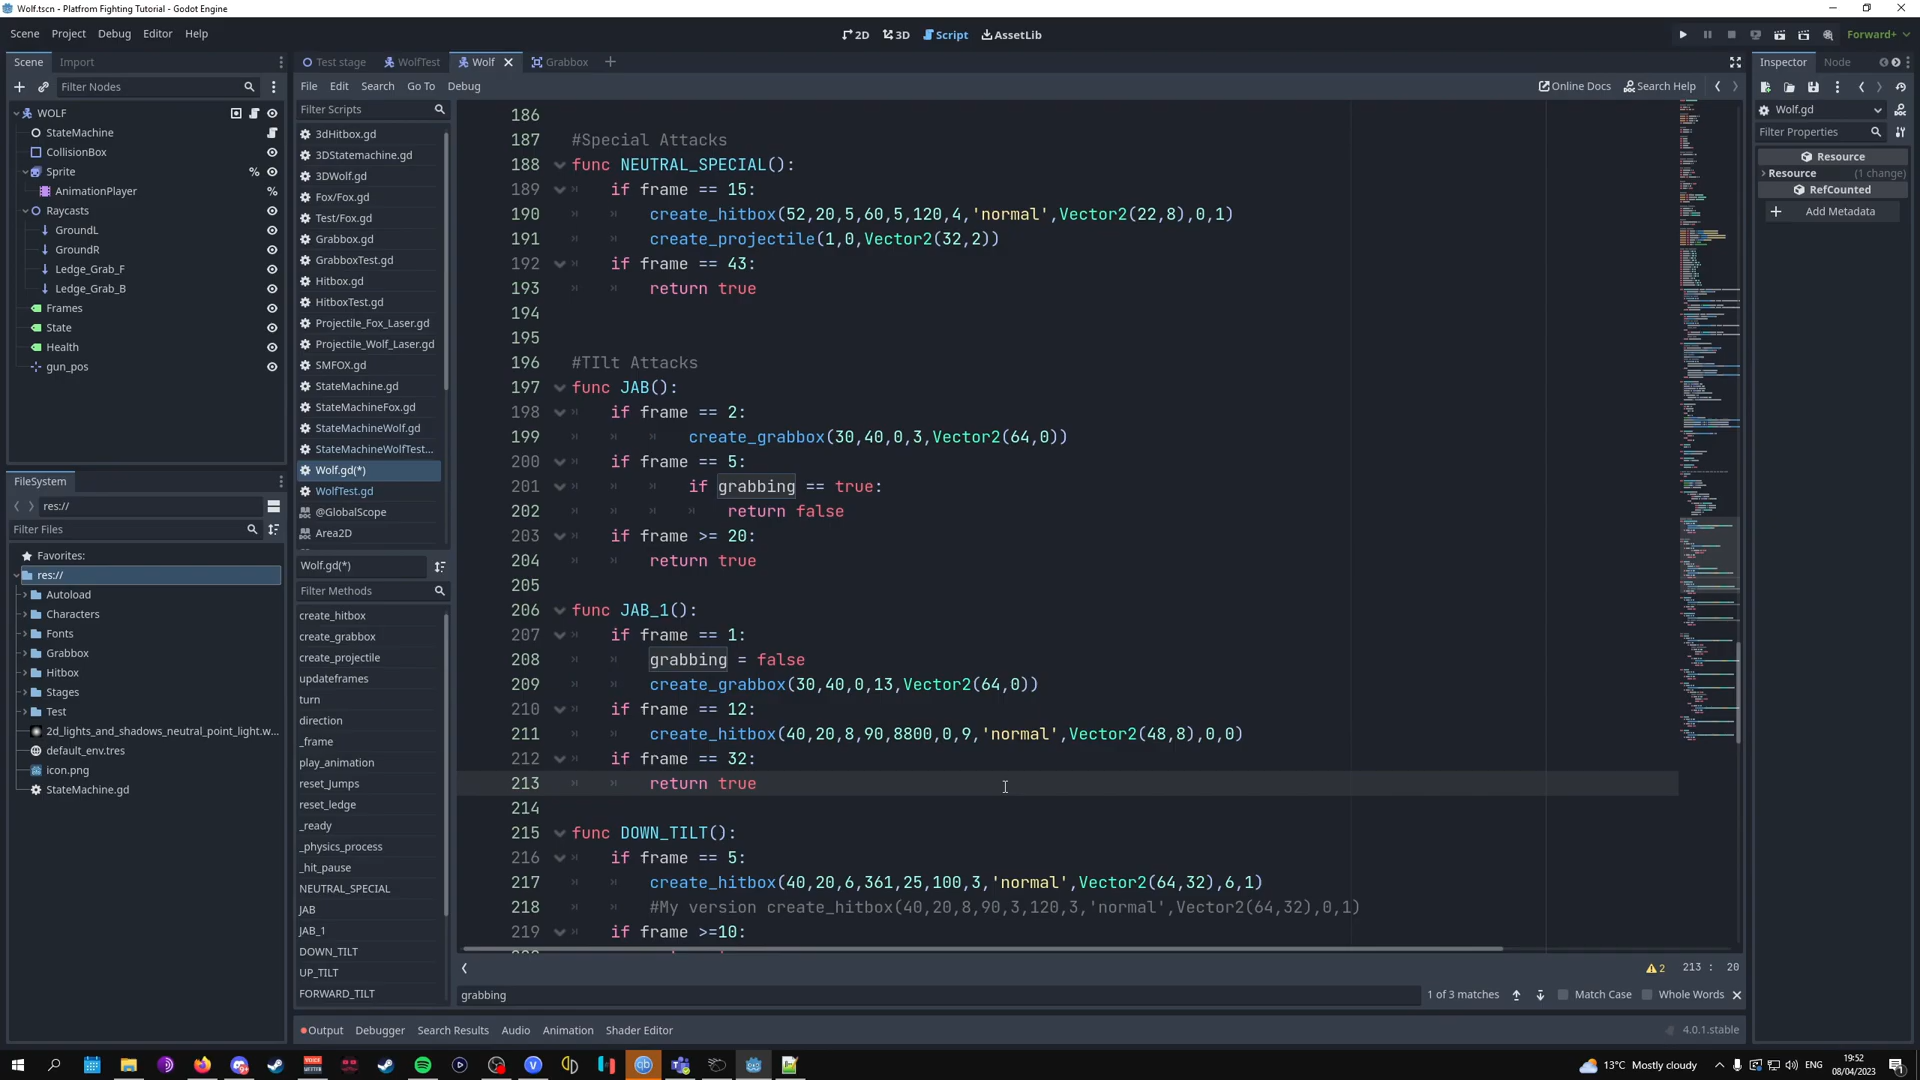 Wolf.tscn - Platfrom Fighting Tutorial - Godot Engine
Scene Project Debug Editor Help
2D 3D Script AssetLib
Forward+
Scene Import
Filter Nodes
WOLF
StateMachine
CollisionBox
Sprite
AnimationPlayer
Raycasts
GroundL
GroundR
Ledge_Grab_F
Ledge_Grab_B
Frames
State
Health
gun_pos
FileSystem
res://
Filter Files
Favorites:
res://
Autoload
Characters
Fonts
Grabbox
Hitbox
Stages
Test
2d_lights_and_shadows_neutral_point_light.w...
default_env.tres
icon.png
StateMachine.gd
Test stage WolfTest Wolf Grabbox
File Edit Search Go To Debug
Online Docs Search Help
Filter Scripts
3dHitbox.gd
3DStatemachine.gd
3DWolf.gd
Fox/Fox.gd
Test/Fox.gd
Grabbox.gd
GrabboxTest.gd
Hitbox.gd
HitboxTest.gd
Projectile_Fox_Laser.gd
Projectile_Wolf_Laser.gd
SMFOX.gd
StateMachine.gd
StateMachineFox.gd
StateMachineWolf.gd
StateMachineWolfTest...
Wolf.gd(*)
WolfTest.gd
@GlobalScope
Area2D
Wolf.gd(*)
Filter Methods
create_hitbox
create_grabbox
create_projectile
updateframes
turn
direction
_frame
play_animation
reset_Jumps
reset_ledge
_ready
_physics_process
_hit_pause
NEUTRAL_SPECIAL
JAB
JAB_1
DOWN_TILT
UP_TILT
FORWARD_TILT
186
187 #Special Attacks
188 func NEUTRAL_SPECIAL():
189 if frame == 15:
190 create_hitbox(52,20,5,60,5,120,4,'normal',Vector2(22,8),0,1)
191 create_projectile(1,0,Vector2(32,2))
192 if frame == 43:
193 return true
194
195
196 #TIlt Attacks
197 func JAB():
198 if frame == 2:
199 create_grabbox(30,40,0,3,Vector2(64,0))
200 if frame == 5:
201 if grabbing == true:
202 return false
203 if frame >= 20:
204 return true
205
206 func JAB_1():
207 if frame == 1:
208 grabbing = false
209 create_grabbox(30,40,0,13,Vector2(64,0))
210 if frame == 12:
211 create_hitbox(40,20,8,90,8800,0,9,'normal',Vector2(48,8),0,0)
212 if frame == 32:
213 return true
214
215 func DOWN_TILT():
216 if frame == 5:
217 create_hitbox(40,20,6,361,25,100,3,'normal',Vector2(64,32),6,1)
218 #My version create_hitbox(40,20,8,90,3,120,3,'normal',Vector2(64,32),0,1)
219 if frame >=10:
2 213 : 20
grabbing
1 of 3 matches Match Case Whole Words
Output Debugger Search Results Audio Animation Shader Editor
4.0.1.stable
Inspector Node
Wolf.gd
Filter Properties
Resource
Resource (1 change)
RefCounted
Add Metadata
13°C Mostly cloudy
ENG
19:52
08/04/2023